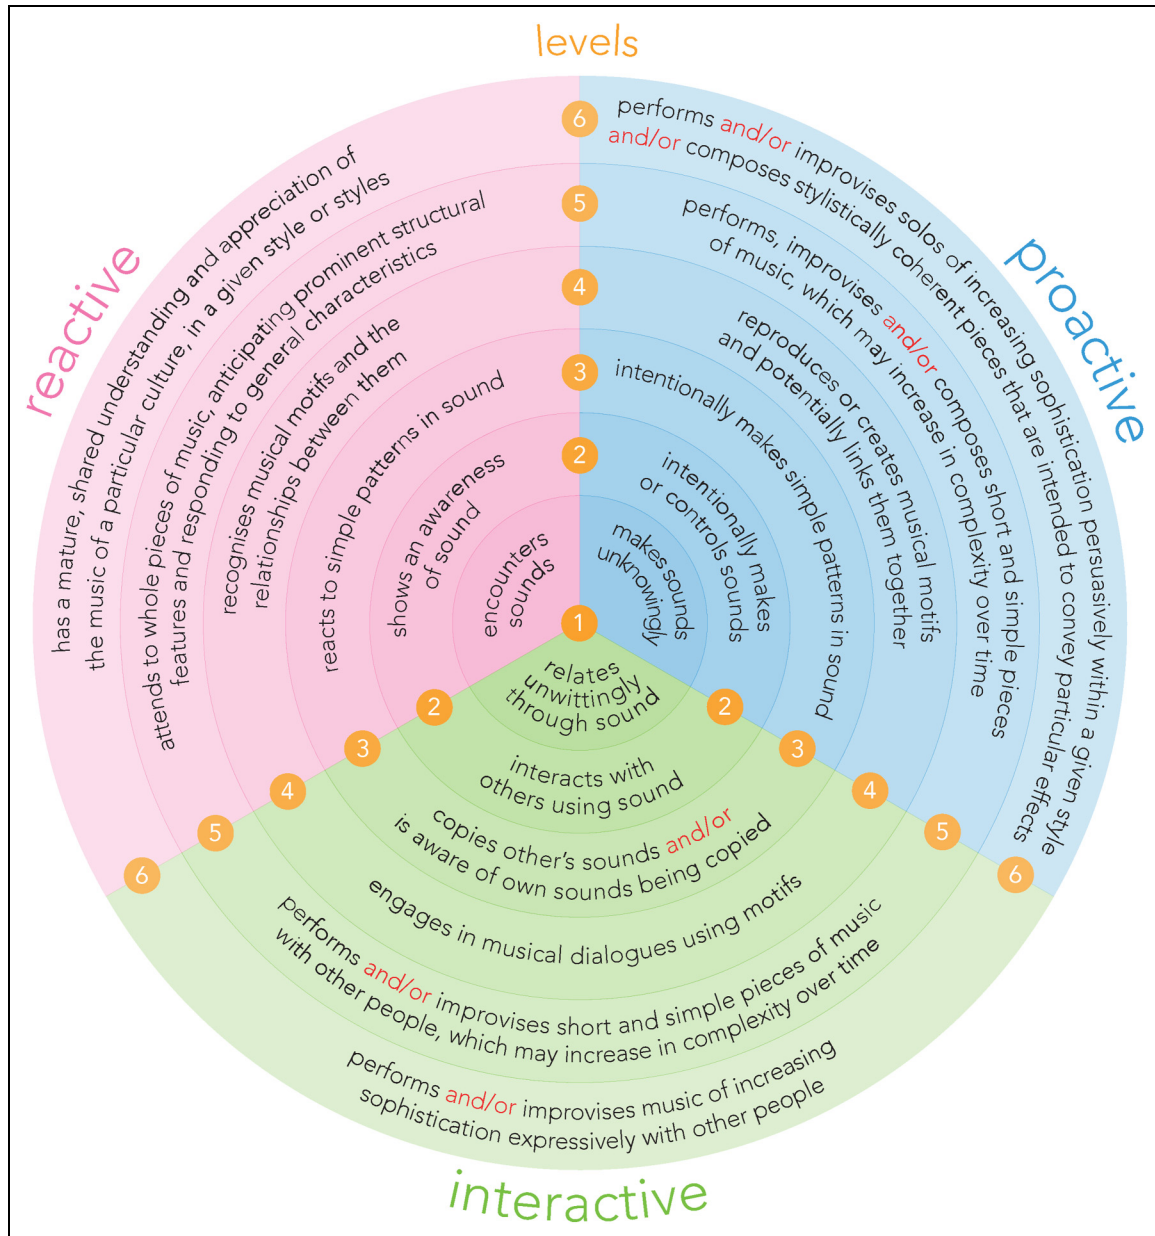 levels
reactive
proactive
interactive
6
5
4
3
2
1
2
3
4
5
6
2
3
4
5
6
has a mature, shared understanding and appreciation of
the music of a particular culture, in a given style or styles
attends to whole pieces of music, anticipating prominent structural
features and responding to general characteristics
recognises musical motifs and the
relationships between them
reacts to simple patterns in sound
shows an awareness
of sound
encounters
sounds
performs and/or improvises solos of increasing sophistication persuasively within a given style
and/or composes stylistically coherent pieces that are intended to convey particular effects
performs, improvises and/or composes short and simple pieces
of music, which may increase in complexity over time
reproduces or creates musical motifs
and potentially links them together
intentionally makes simple patterns in sound
intentionally makes
or controls sounds
makes sounds
unknowingly
relates
unwittingly
through sound
interacts with
others using sound
copies other's sounds and/or
is aware of own sounds being copied
engages in musical dialogues using motifs
performs and/or improvises short and simple pieces of music
with other people, which may increase in complexity over time
performs and/or improvises music of increasing
sophistication expressively with other people